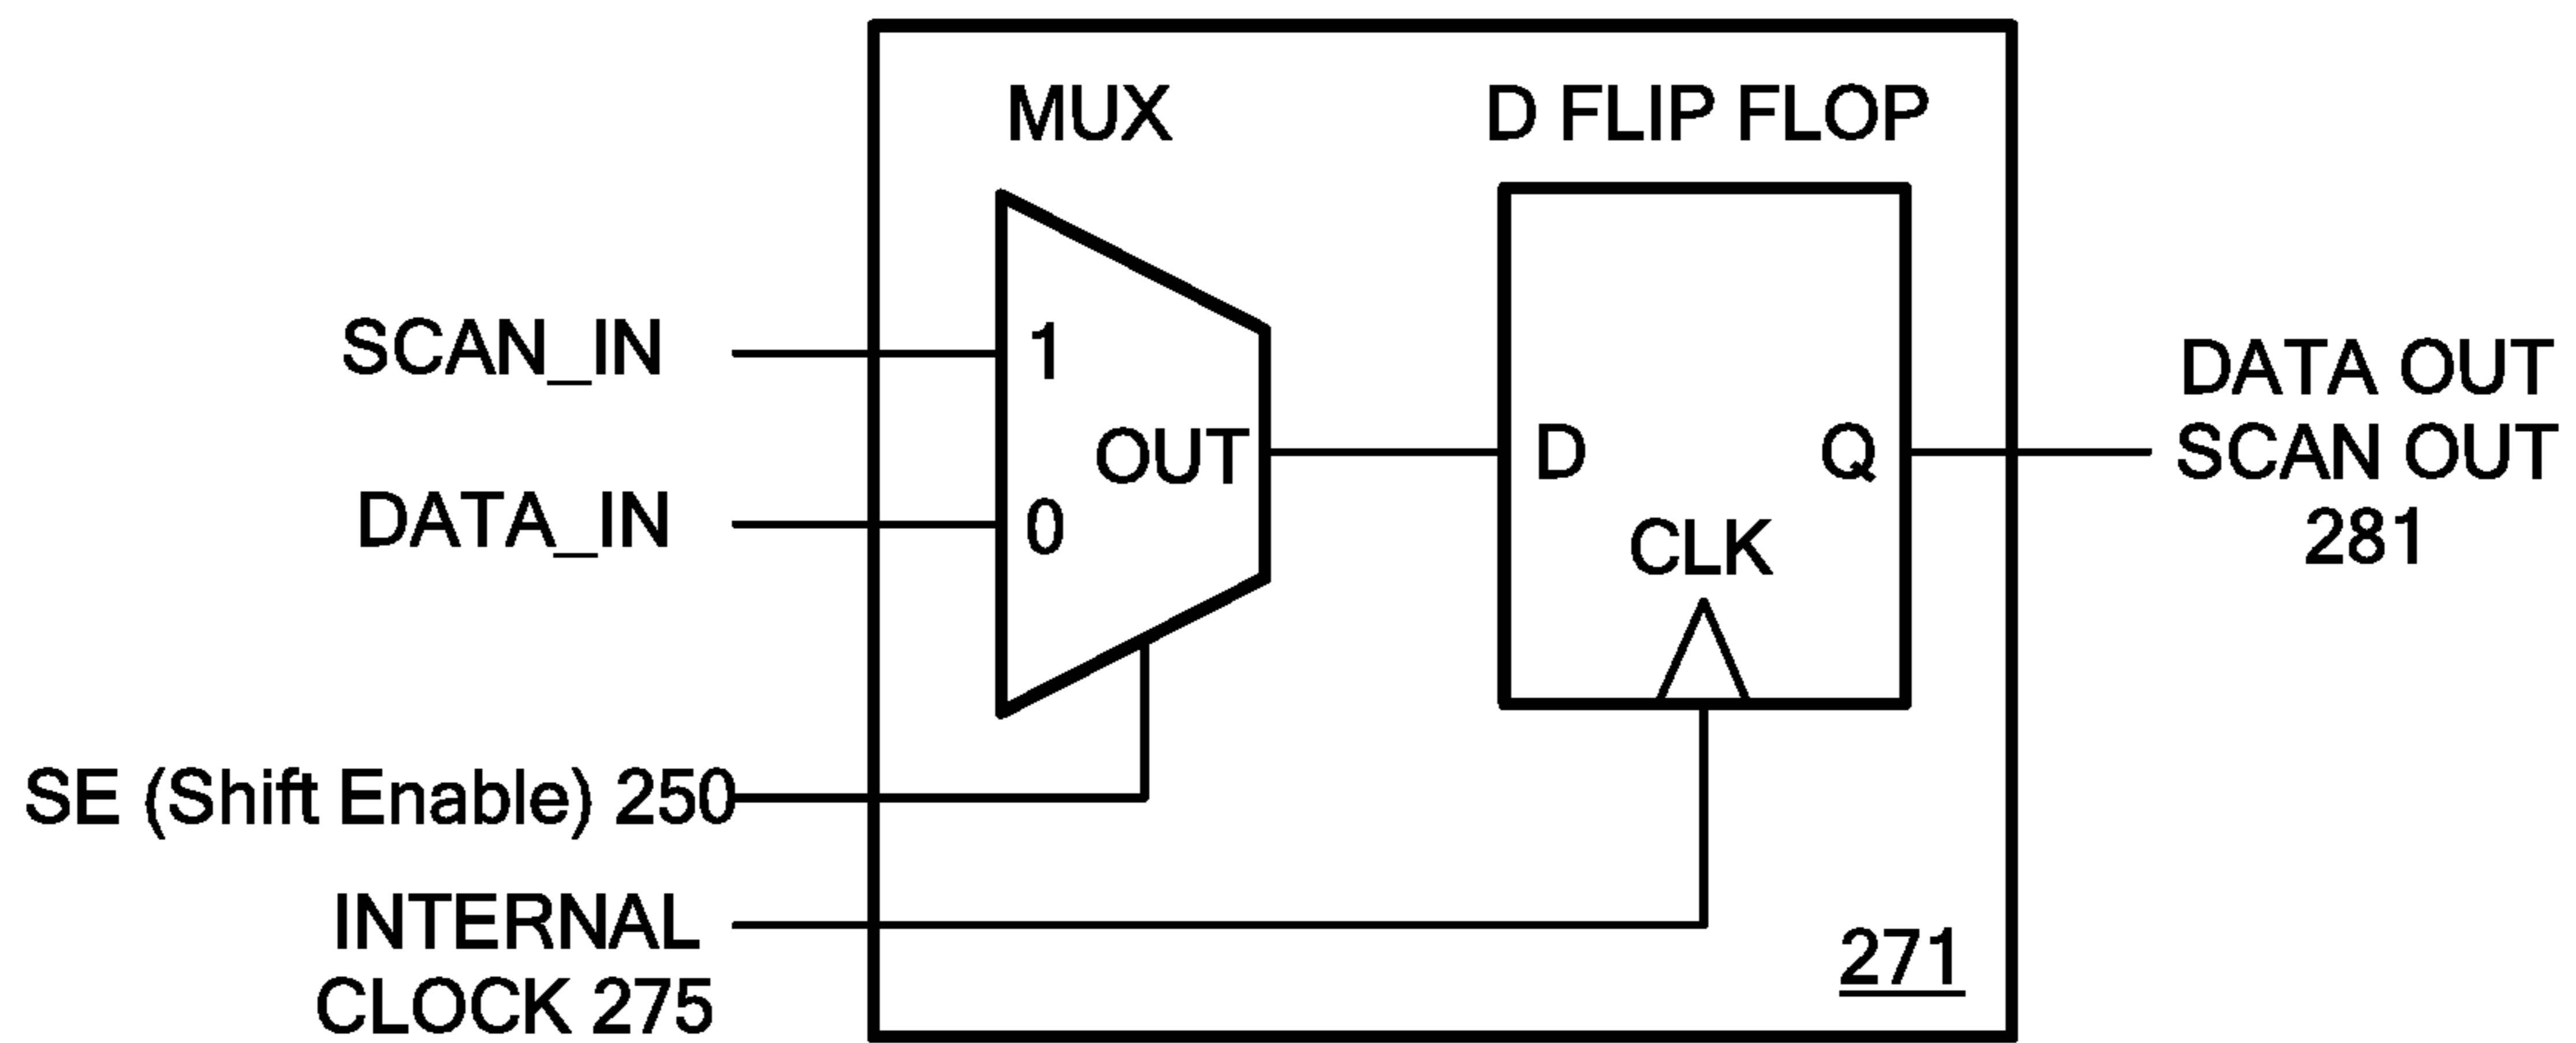 MUX
D FLIP FLOP
SCAN_IN
1
DATA_IN
0
OUT
D
Q
CLK
DATA OUT
SCAN OUT
281
SE (Shift Enable) 250
INTERNAL
CLOCK 275
271